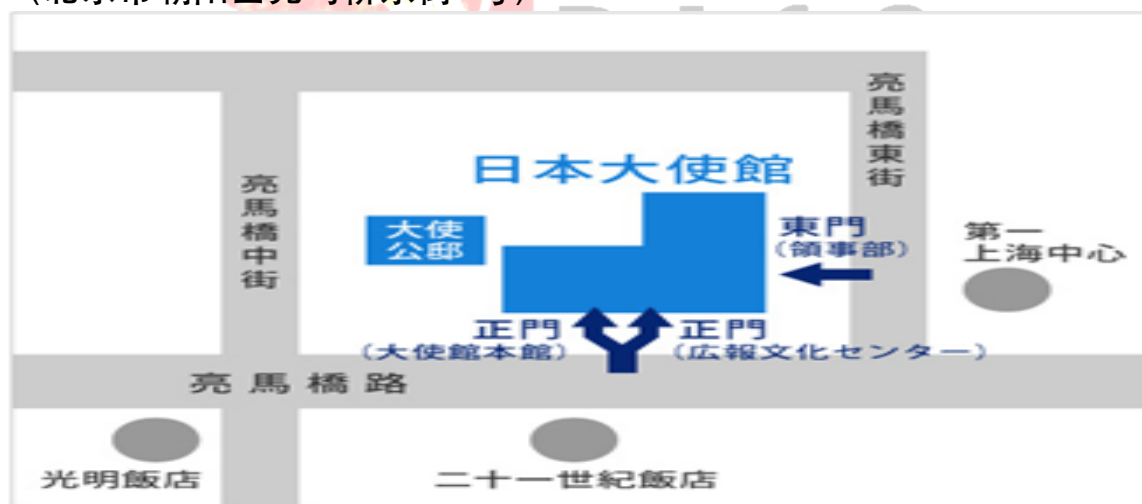 亮馬橋東街
日本大使館
亮馬橋中街
大使
公邸
東門
(領事部)
第一
上海中心
正門
(大使館本館)
正門
(広報文化センター)
亮馬橋路
光明飯店
二十一世紀飯店